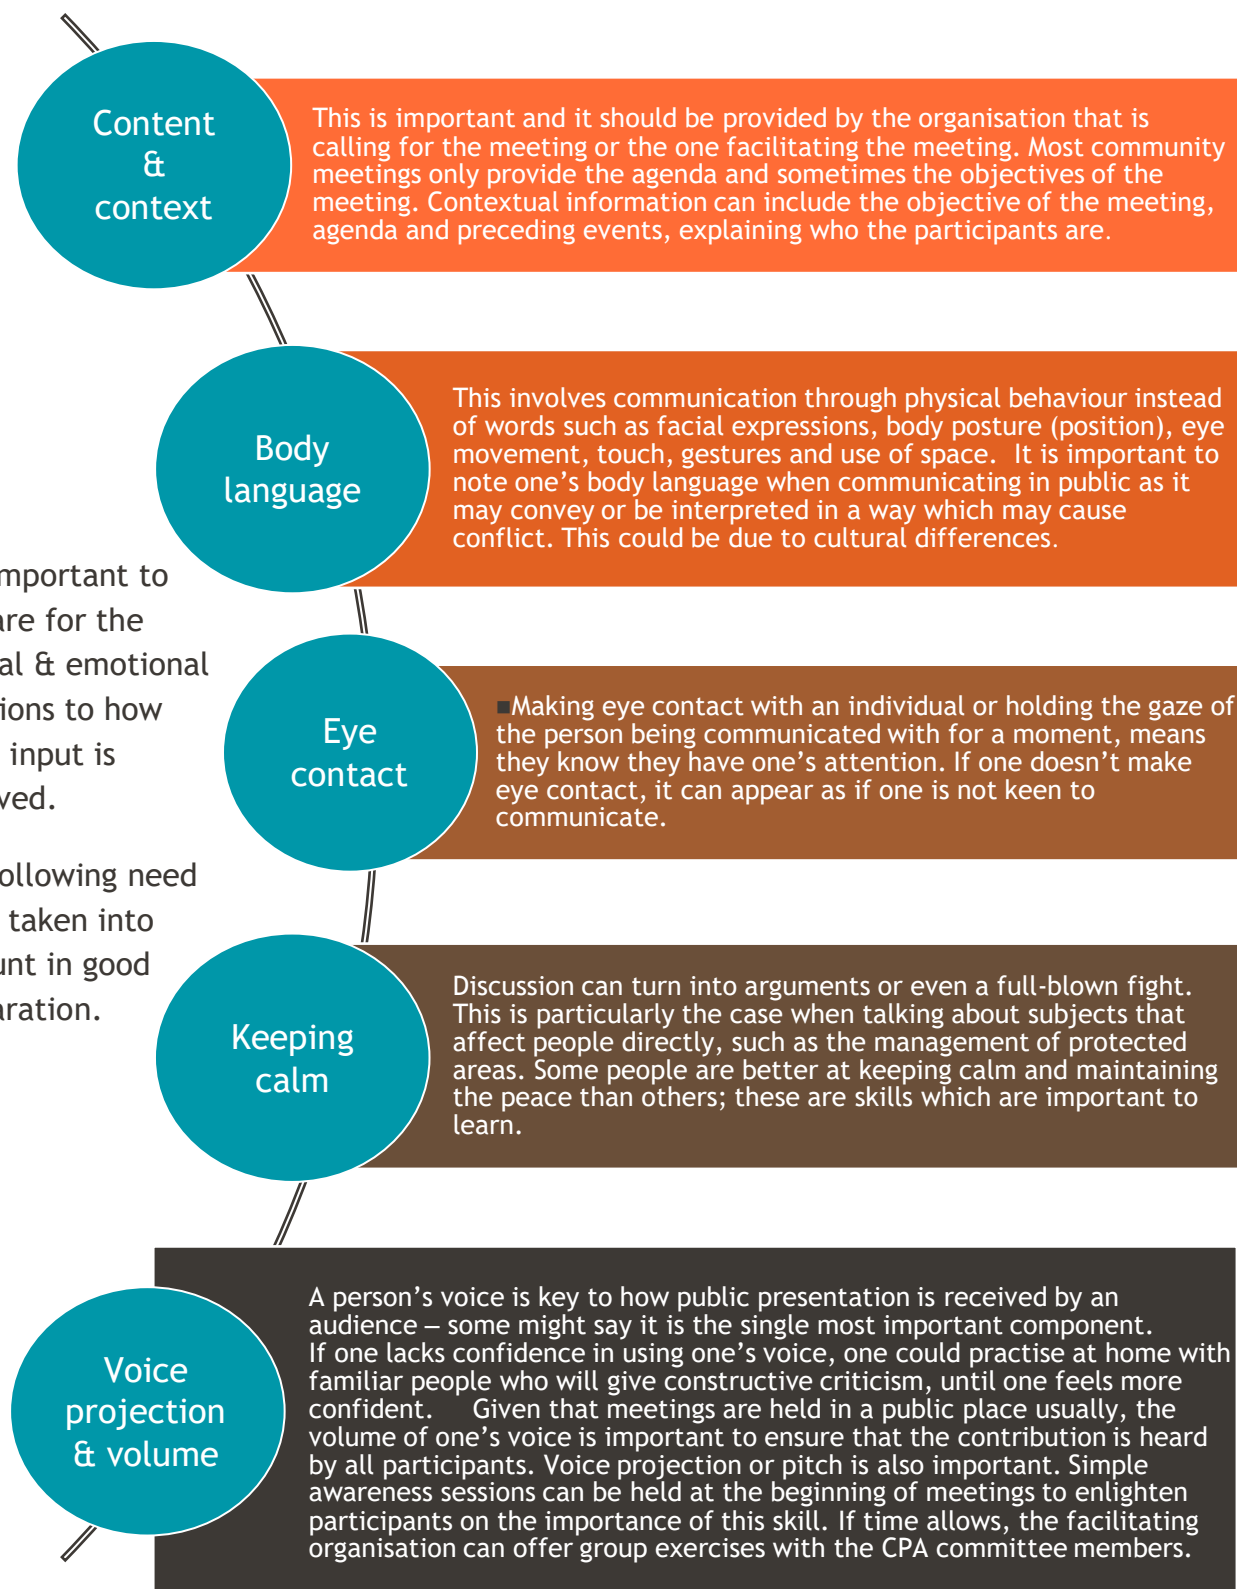 Content
&
context
This is important and it should be provided by the organisation that is
calling for the meeting or the one facilitating the meeting. Most community
meetings only provide the agenda and sometimes the objectives of the
meeting. Contextual information can include the objective of the meeting,
agenda and preceding events, explaining who the participants are.
Body
language
This involves communication through physical behaviour instead
of words such as facial expressions, body posture (position), eye
movement, touch, gestures and use of space.  It is important to
note one’s body language when communicating in public as it
may convey or be interpreted in a way which may cause
conflict. This could be due to cultural differences.
important to
for the
& emotional
to how
input is
ollowing need
taken into
in good
Eye
contact
■Making eye contact with an individual or holding the gaze of
the person being communicated with for a moment, means
they know they have one’s attention. If one doesn’t make
eye contact, it can appear as if one is not keen to
communicate.
Keeping
calm
Discussion can turn into arguments or even a full-blown fight.
This is particularly the case when talking about subjects that
affect people directly, such as the management of protected
areas. Some people are better at keeping calm and maintaining
the peace than others; these are skills which are important to
learn.
Voice
projection
& volume
A person’s voice is key to how public presentation is received by an
audience – some might say it is the single most important component.
If one lacks confidence in using one’s voice, one could practise at home with
familiar people who will give constructive criticism, until one feels more
confident.    Given that meetings are held in a public place usually, the
volume of one’s voice is important to ensure that the contribution is heard
by all participants. Voice projection or pitch is also important. Simple
awareness sessions can be held at the beginning of meetings to enlighten
participants on the importance of this skill. If time allows, the facilitating
organisation can offer group exercises with the CPA committee members.